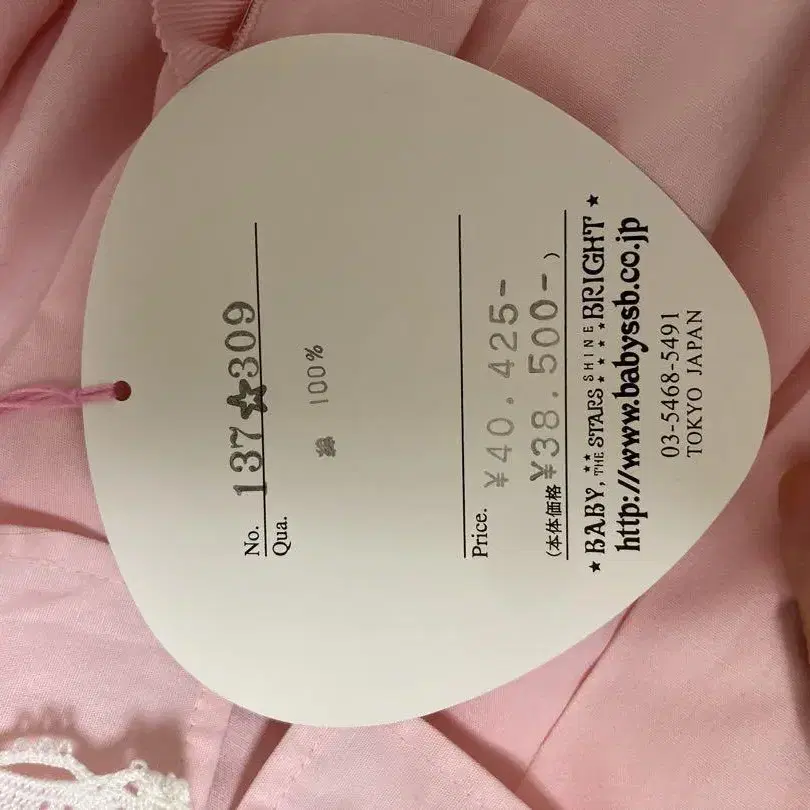 No. 137☆309
Qua.
綿 100%
Price. ¥40.425-
(本体価格 ¥38.500-)
★ BABY, THE STARS SHINE BRIGHT ★
http://www.babyssb.co.jp
03-5468-5491
TOKYO JAPAN